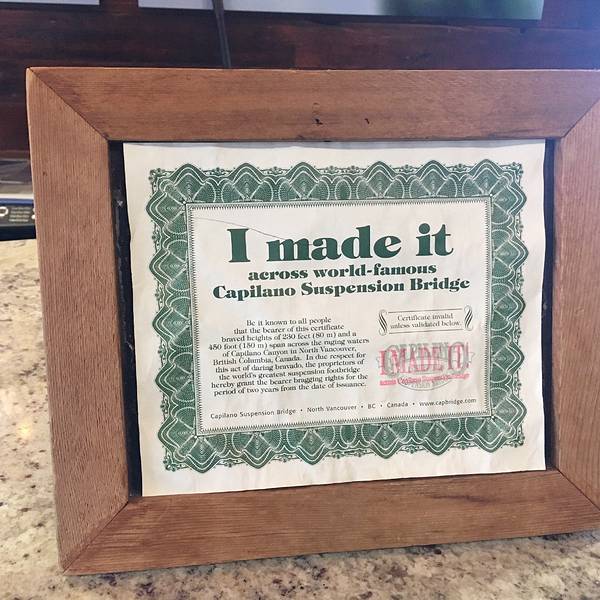 I made it
across world-famous
Capilano Suspension Bridge
Be it known to all people
that the bearer of this certificate
braved heights of 230 feet (80 m) and a
450 foot (150 m) span across the raging waters
of Capilano Canyon in North Vancouver,
British Columbia, Canada. In due respect for
this act of daring bravado, the proprietors of
the world's greatest suspension footbridge
hereby grant the bearer bragging rights for the
period of two years from the date of issuance.
Certificate invalid
unless validated below.
I MADE IT!
across Capilano
Capilano Suspension Bridge • North Vancouver • BC • Canada • www.capbridge.com